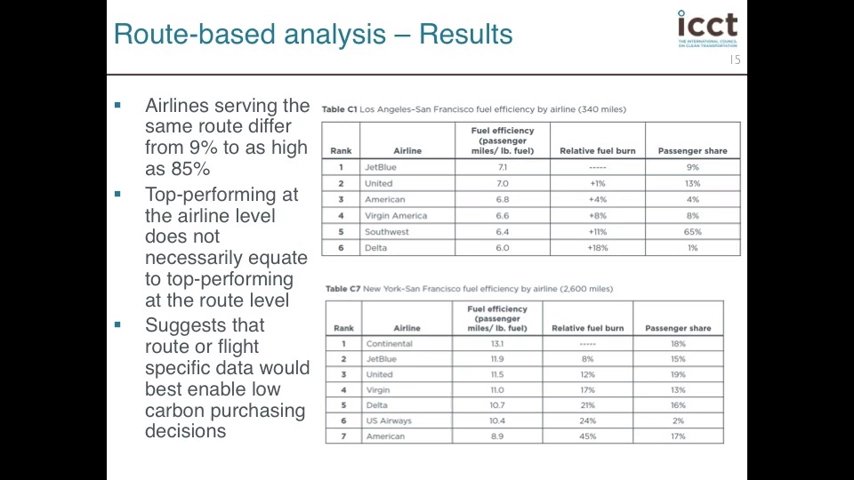 Route-based analysis – Results
icct
THE INTERNATIONAL COUNCIL
ON CLEAN TRANSPORTATION
15
▪ Airlines serving the
same route differ
from 9% to as high
as 85%
▪ Top-performing at
the airline level
does not
necessarily equate
to top-performing
at the route level
▪ Suggests that
route or flight
specific data would
best enable low
carbon purchasing
decisions
Table C1 Los Angeles–San Francisco fuel efficiency by airline (340 miles)
Rank Airline Fuel efficiency (passenger miles/ lb. fuel) Relative fuel burn Passenger share
1 JetBlue 7.1 ----- 9%
2 United 7.0 +1% 13%
3 American 6.8 +4% 4%
4 Virgin America 6.6 +8% 8%
5 Southwest 6.4 +11% 65%
6 Delta 6.0 +18% 1%
Table C7 New York–San Francisco fuel efficiency by airline (2,600 miles)
Rank Airline Fuel efficiency (passenger miles/ lb. fuel) Relative fuel burn Passenger share
1 Continental 13.1 ----- 18%
2 JetBlue 11.9 8% 15%
3 United 11.5 12% 19%
4 Virgin 11.0 17% 13%
5 Delta 10.7 21% 16%
6 US Airways 10.4 24% 2%
7 American 8.9 45% 17%